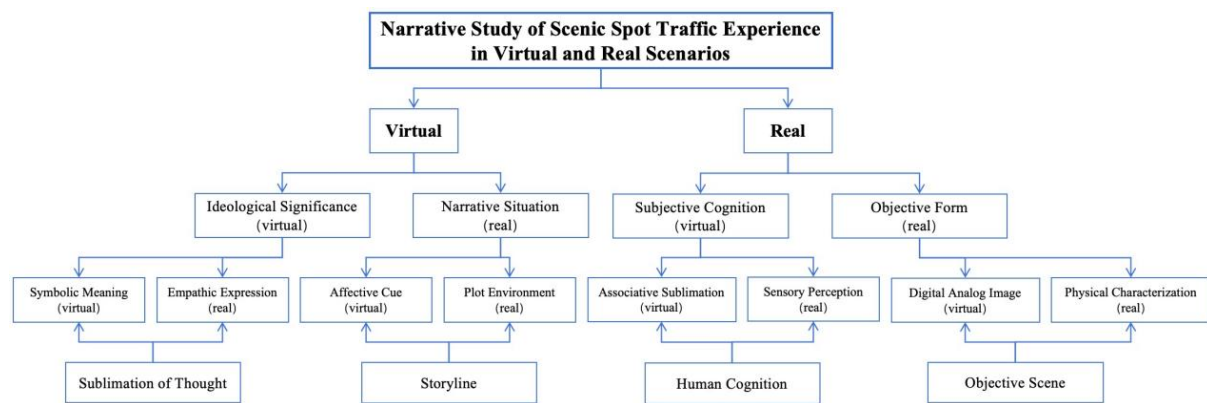 Narrative Study of Scenic Spot Traffic Experience
in Virtual and Real Scenarios
Virtual
Real
Ideological Significance
(virtual)
Narrative Situation
(real)
Subjective Cognition
(virtual)
Objective Form
(real)
Symbolic Meaning
(virtual)
Empathic Expression
(real)
Affective Cue
(virtual)
Plot Environment
(real)
Associative Sublimation
(virtual)
Sensory Perception
(real)
Digital Analog Image
(virtual)
Physical Characterization
(real)
Sublimation of Thought
Storyline
Human Cognition
Objective Scene